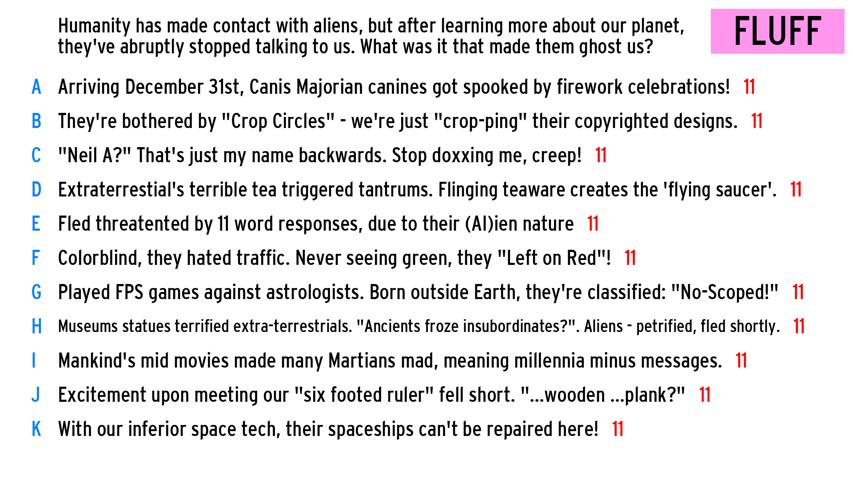 Humanity has made contact with aliens, but after learning more about our planet,
they've abruptly stopped talking to us. What was it that made them ghost us?
FLUFF
A Arriving December 31st, Canis Majorian canines got spooked by firework celebrations! 11
B They're bothered by "Crop Circles" - we're just "crop-ping" their copyrighted designs. 11
C "Neil A?" That's just my name backwards. Stop doxxing me, creep! 11
D Extraterrestial's terrible tea triggered tantrums. Flinging teaware creates the 'flying saucer'. 11
E Fled threatented by 11 word responses, due to their (AI)ien nature 11
F Colorblind, they hated traffic. Never seeing green, they "Left on Red"! 11
G Played FPS games against astrologists. Born outside Earth, they're classified: "No-Scoped!" 11
H Museums statues terrified extra-terrestrials. "Ancients froze insubordinates?". Aliens - petrified, fled shortly. 11
I Mankind's mid movies made many Martians mad, meaning millennia minus messages. 11
J Excitement upon meeting our "six footed ruler" fell short. "...wooden ...plank?" 11
K With our inferior space tech, their spaceships can't be repaired here! 11